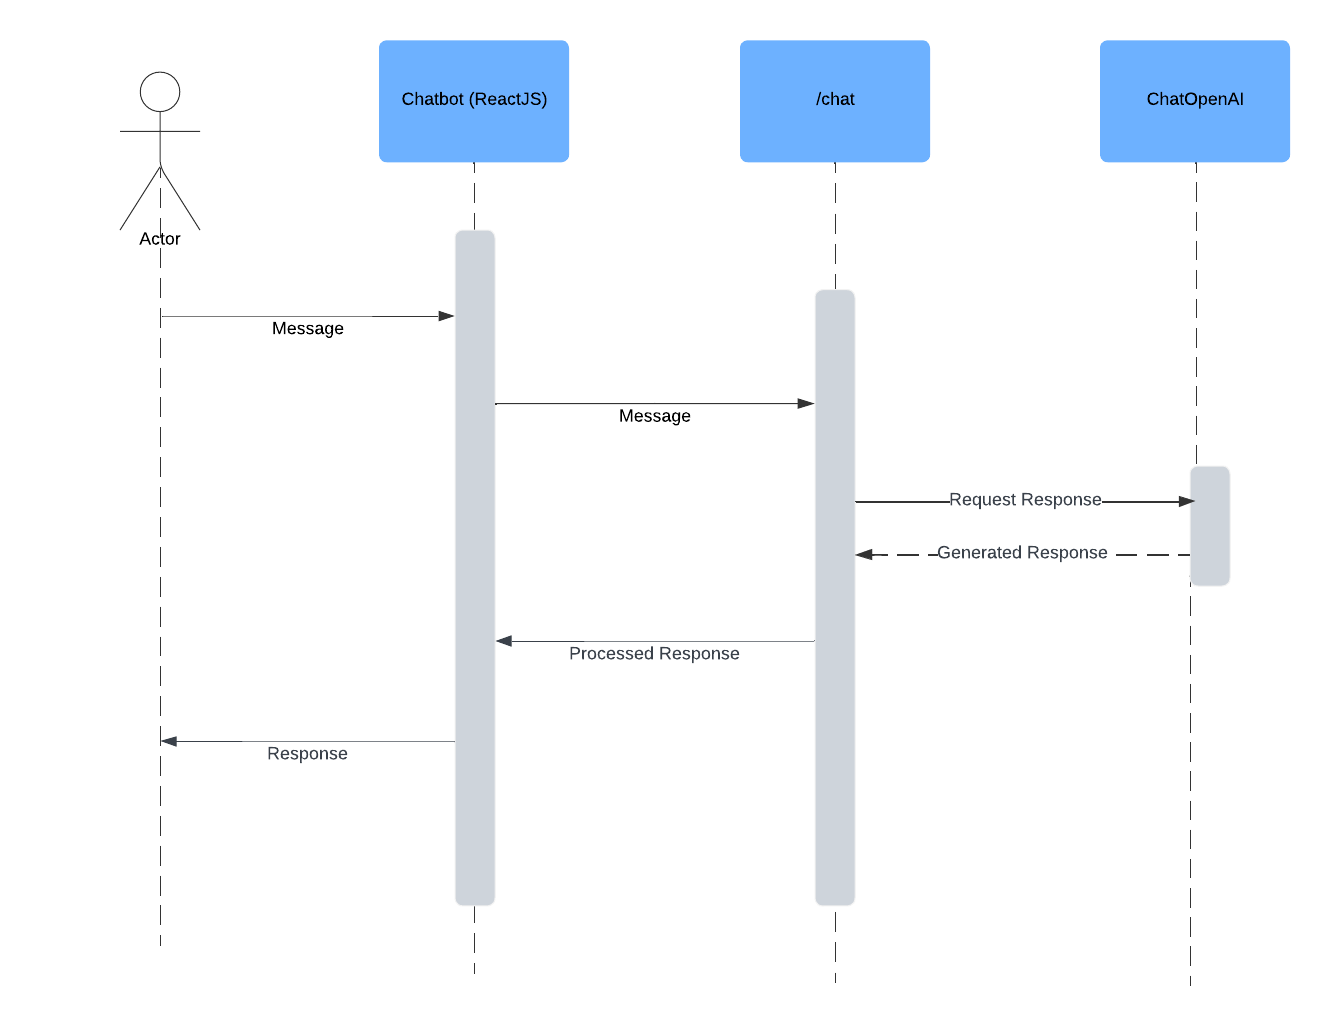 Chatbot (ReactJS)
/chat
ChatOpenAI
Actor
Message
Message
Request Response
Generated Response
Processed Response
Response